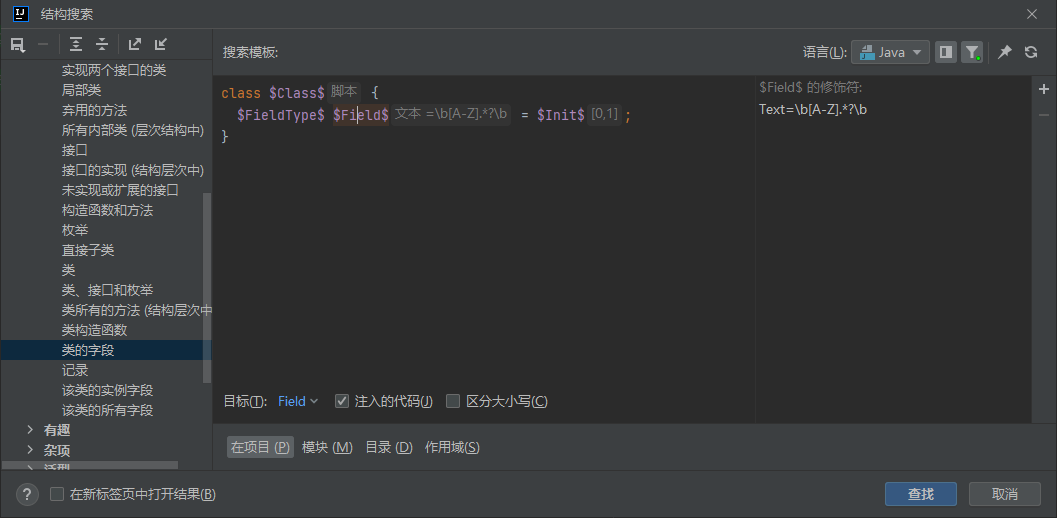 IJ 结构搜索
搜索模板:
语言(L): Java
实现两个接口的类
局部类
弃用的方法
所有内部类 (层次结构中)
接口
接口的实现 (结构层次中)
未实现或扩展的接口
构造函数和方法
枚举
直接子类
类
类、接口和枚举
类所有的方法 (结构层次中
类构造函数
类的字段
记录
该类的实例字段
该类的所有字段
有趣
杂项
泛型
class $Class$ 脚本 {
$FieldType$ $Field$ 文本 =\b[A-Z].*?\b = $Init$ [0,1] ;
}
$Field$ 的修饰符:
Text=\b[A-Z].*?\b
目标(T): Field 注入的代码(J) 区分大小写(C)
在项目 (P) 模块 (M) 目录 (D) 作用域(S)
? 在新标签页中打开结果(B)
查找
取消